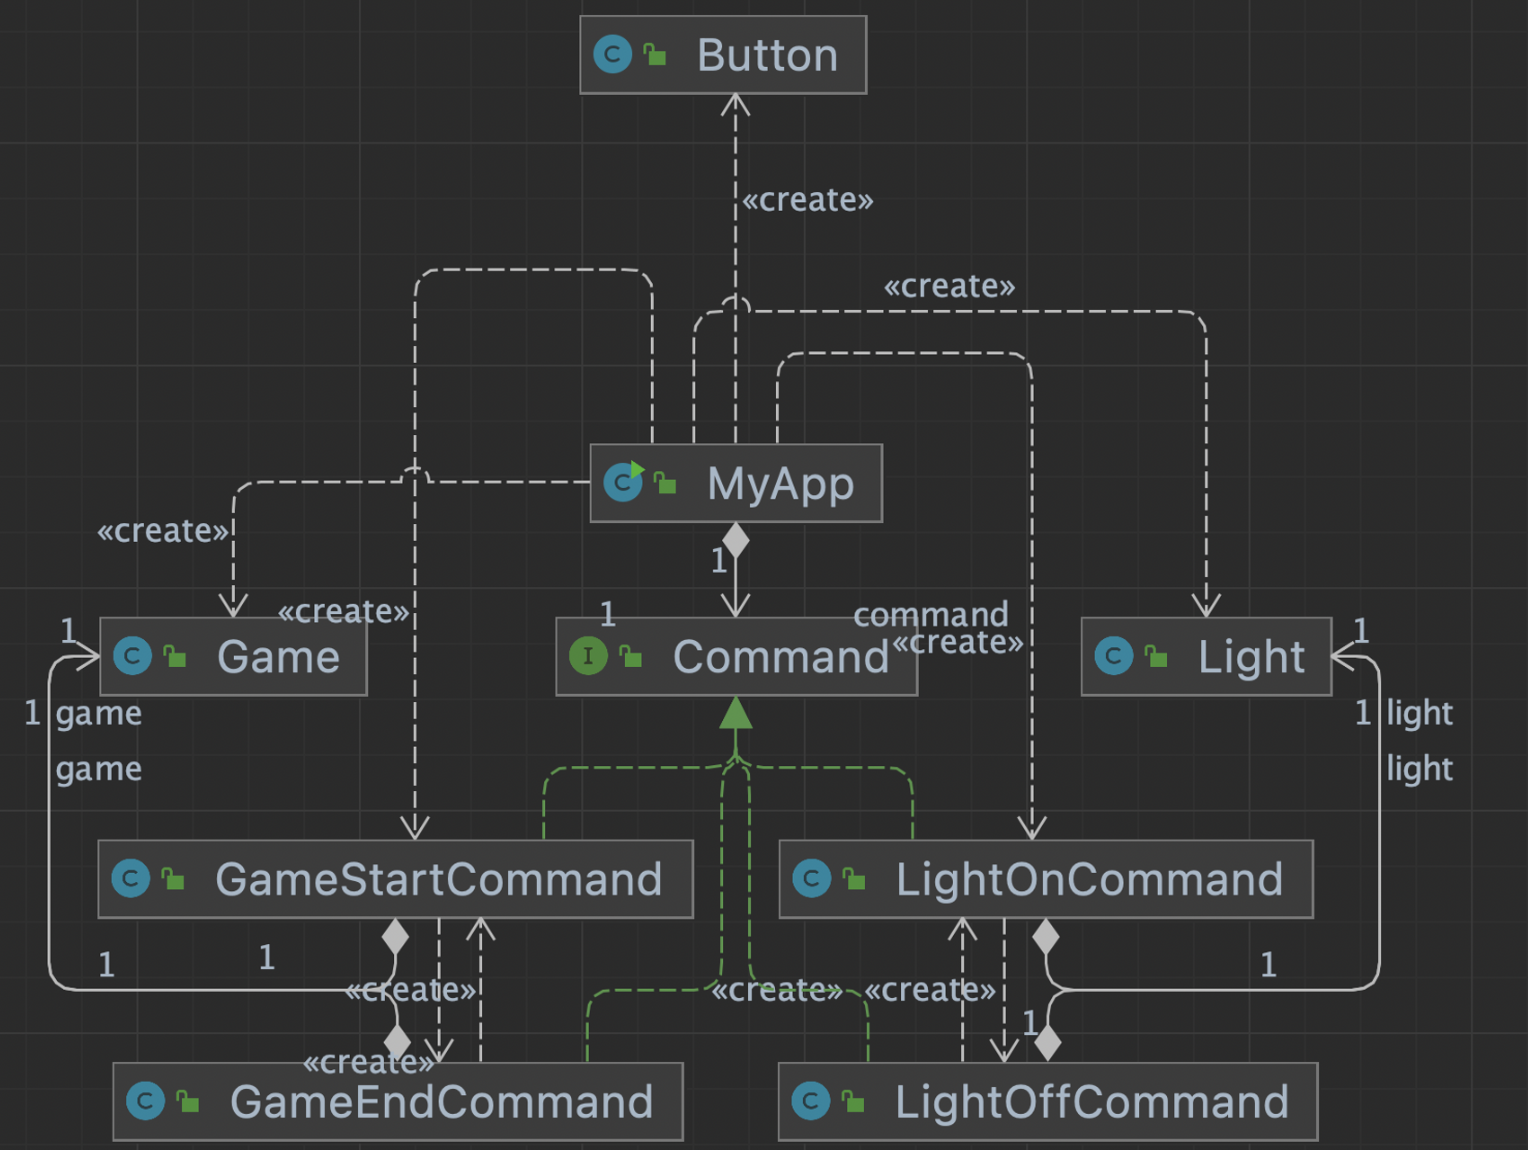 C Button
«create»
«create»
C MyApp
«create»
1
«create»
1
command
«create»
1
C Game
I Command
C Light
1
1 game
game
1 light
light
C GameStartCommand
C LightOnCommand
1
1
1
«create»
«create»
«create»
1
«create»
C GameEndCommand
C LightOffCommand